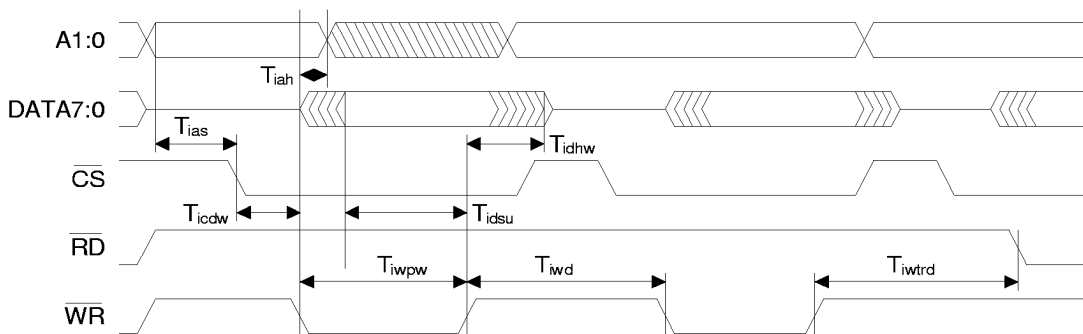 A1:0
Tiah
DATA7:0
Tias
Tidhw
CS
Ticdw
Tidsu
RD
Tiwpw
Tiwd
Tiwtrd
WR